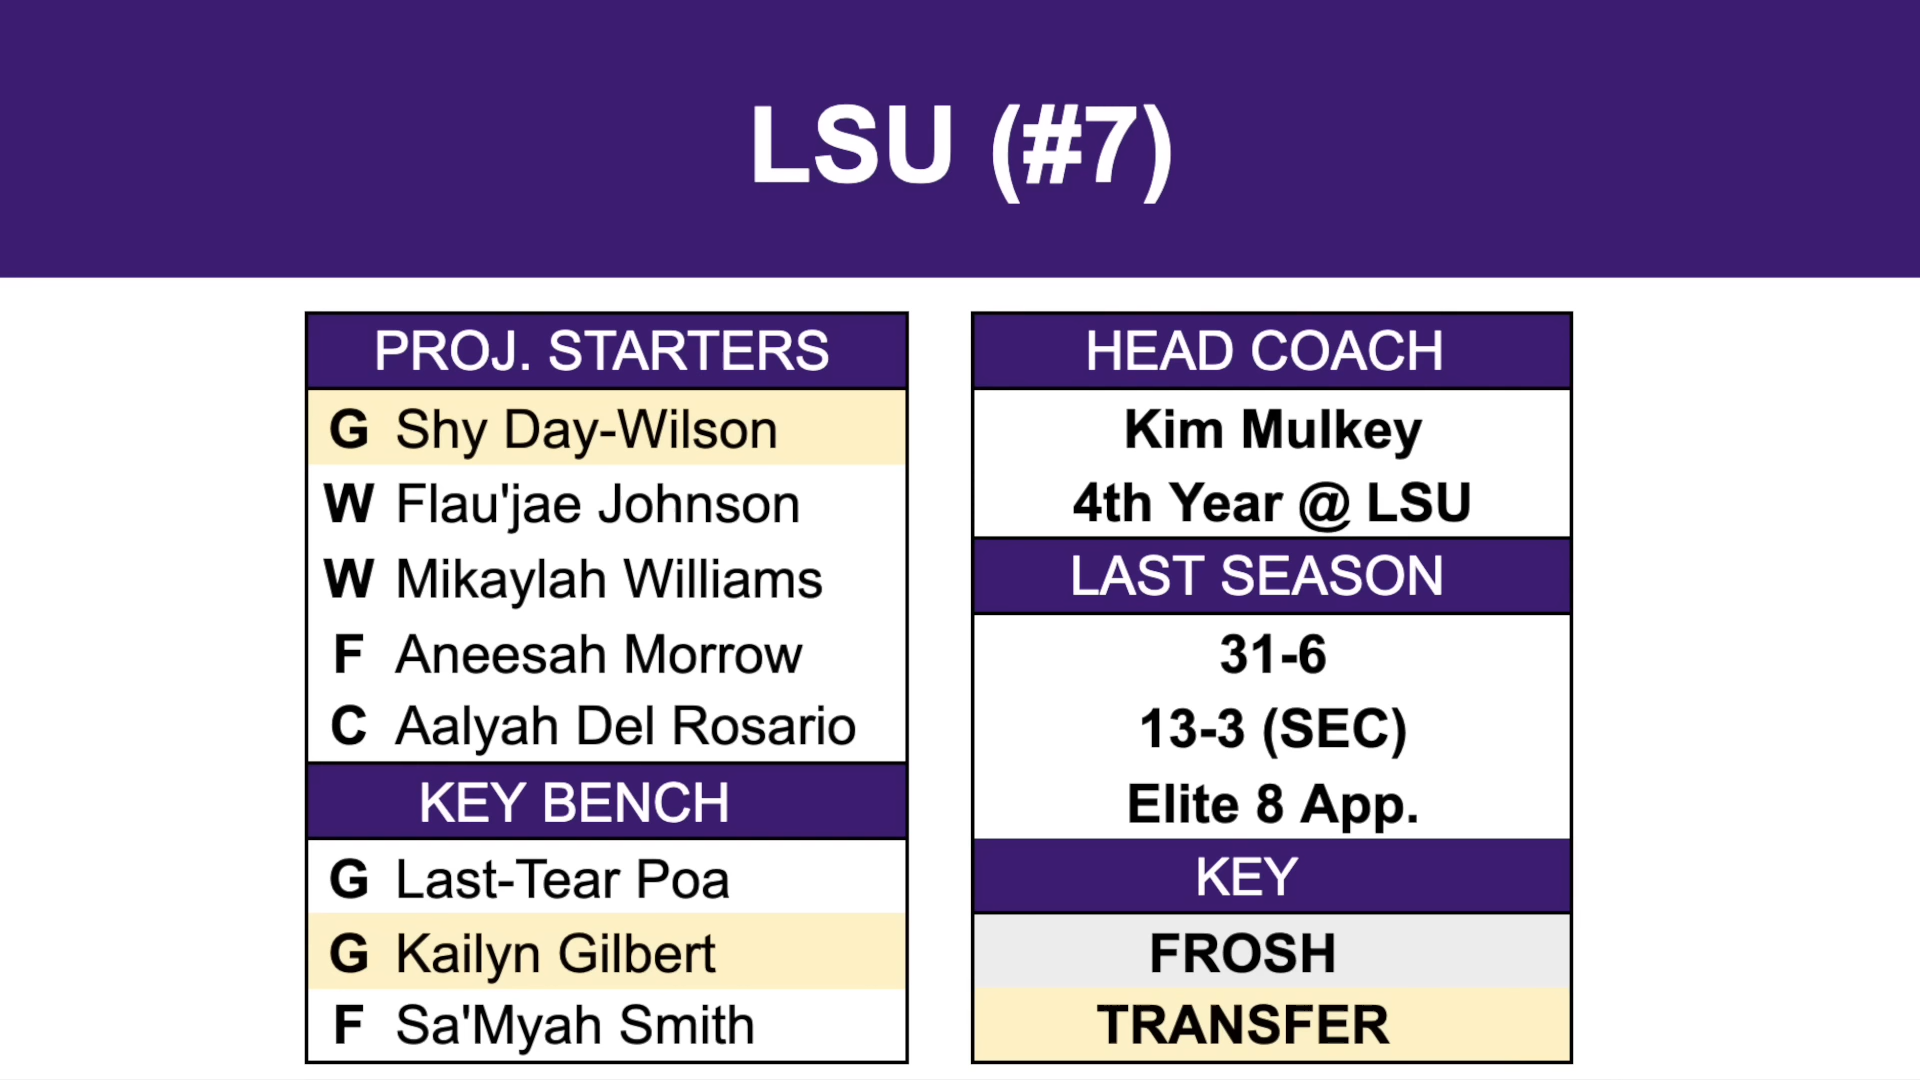 LSU (#7)
PROJ. STARTERS
G Shy Day-Wilson
W Flau'jae Johnson
W Mikaylah Williams
F Aneesah Morrow
C Aalyah Del Rosario
KEY BENCH
G Last-Tear Poa
G Kailyn Gilbert
F Sa'Myah Smith
HEAD COACH
Kim Mulkey
4th Year @ LSU
LAST SEASON
31-6
13-3 (SEC)
Elite 8 App.
KEY
FROSH
TRANSFER